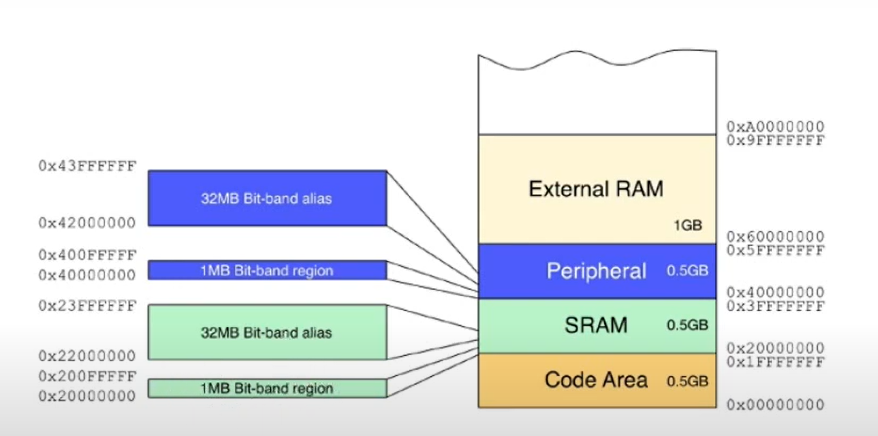 0x43FFFFFF
32MB Bit-band alias
0x42000000
0x400FFFFF
1MB Bit-band region
0x40000000
0x23FFFFFF
32MB Bit-band alias
0x22000000
0x200FFFFF
1MB Bit-band region
0x20000000
0xA0000000
0x9FFFFFFF
External RAM
1GB
0x60000000
0x5FFFFFFF
Peripheral 0.5GB
0x40000000
0x3FFFFFFF
SRAM 0.5GB
0x20000000
0x1FFFFFFF
Code Area 0.5GB
0x00000000